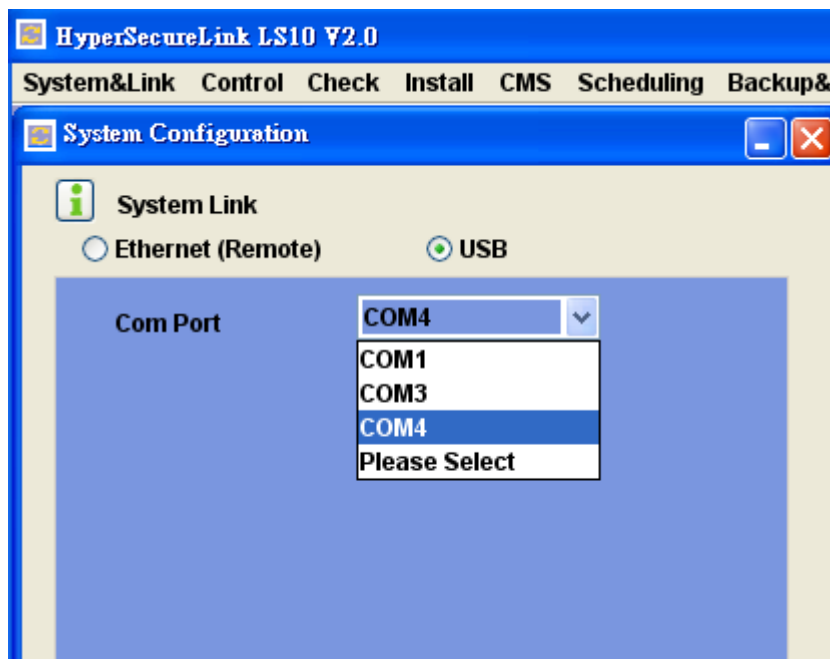 HyperSecureLink LS10 V2.0
System&Link Control Check Install CMS Scheduling Backup&
System Configuration
System Link
Ethernet (Remote) USB
Com Port COM4
COM1
COM3
COM4
Please Select